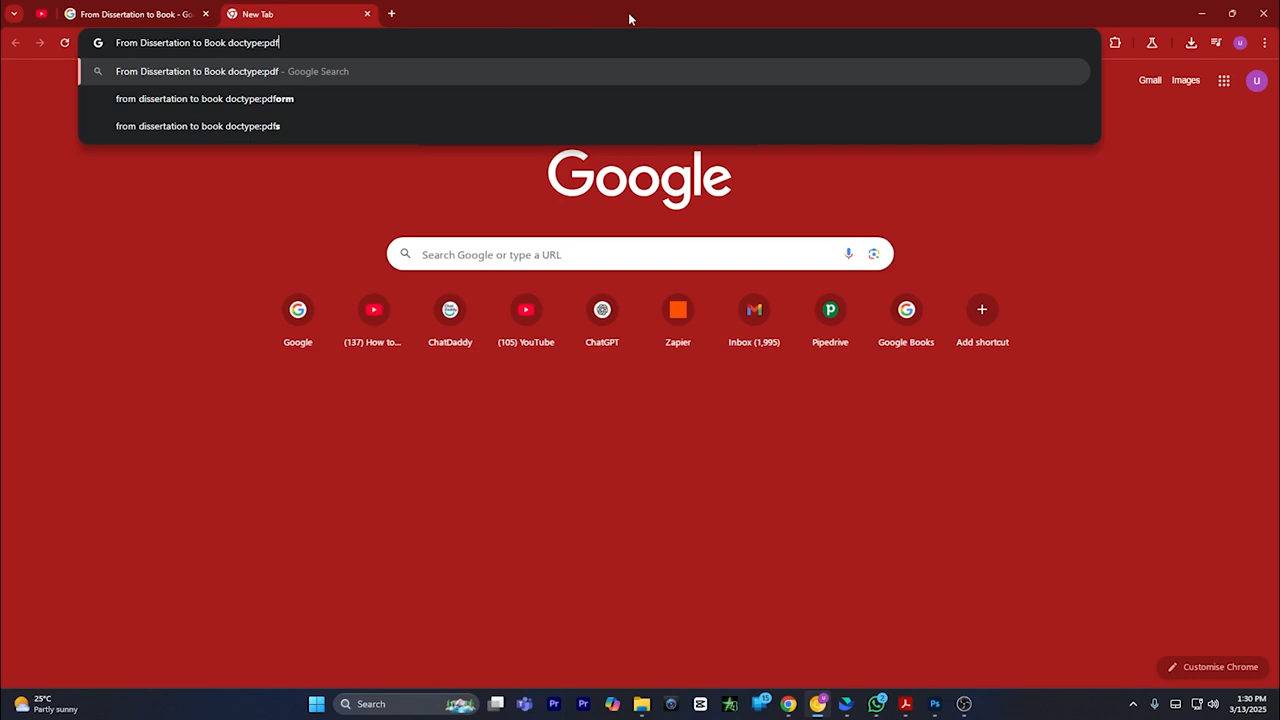 From Dissertation to Book - Go
New Tab
From Dissertation to Book doctype:pdf
From Dissertation to Book doctype:pdf - Google Search
from dissertation to book doctype:pdform
from dissertation to book doctype:pdfs
Gmail Images u
Google
Search Google or type a URL
Google (137) How to... ChatDaddy (105) YouTube ChatGPT Zapier Inbox (1,995) Pipedrive Google Books Add shortcut
Customise Chrome
25°C
Partly sunny
Search
15
2
1:30 PM
3/13/2025